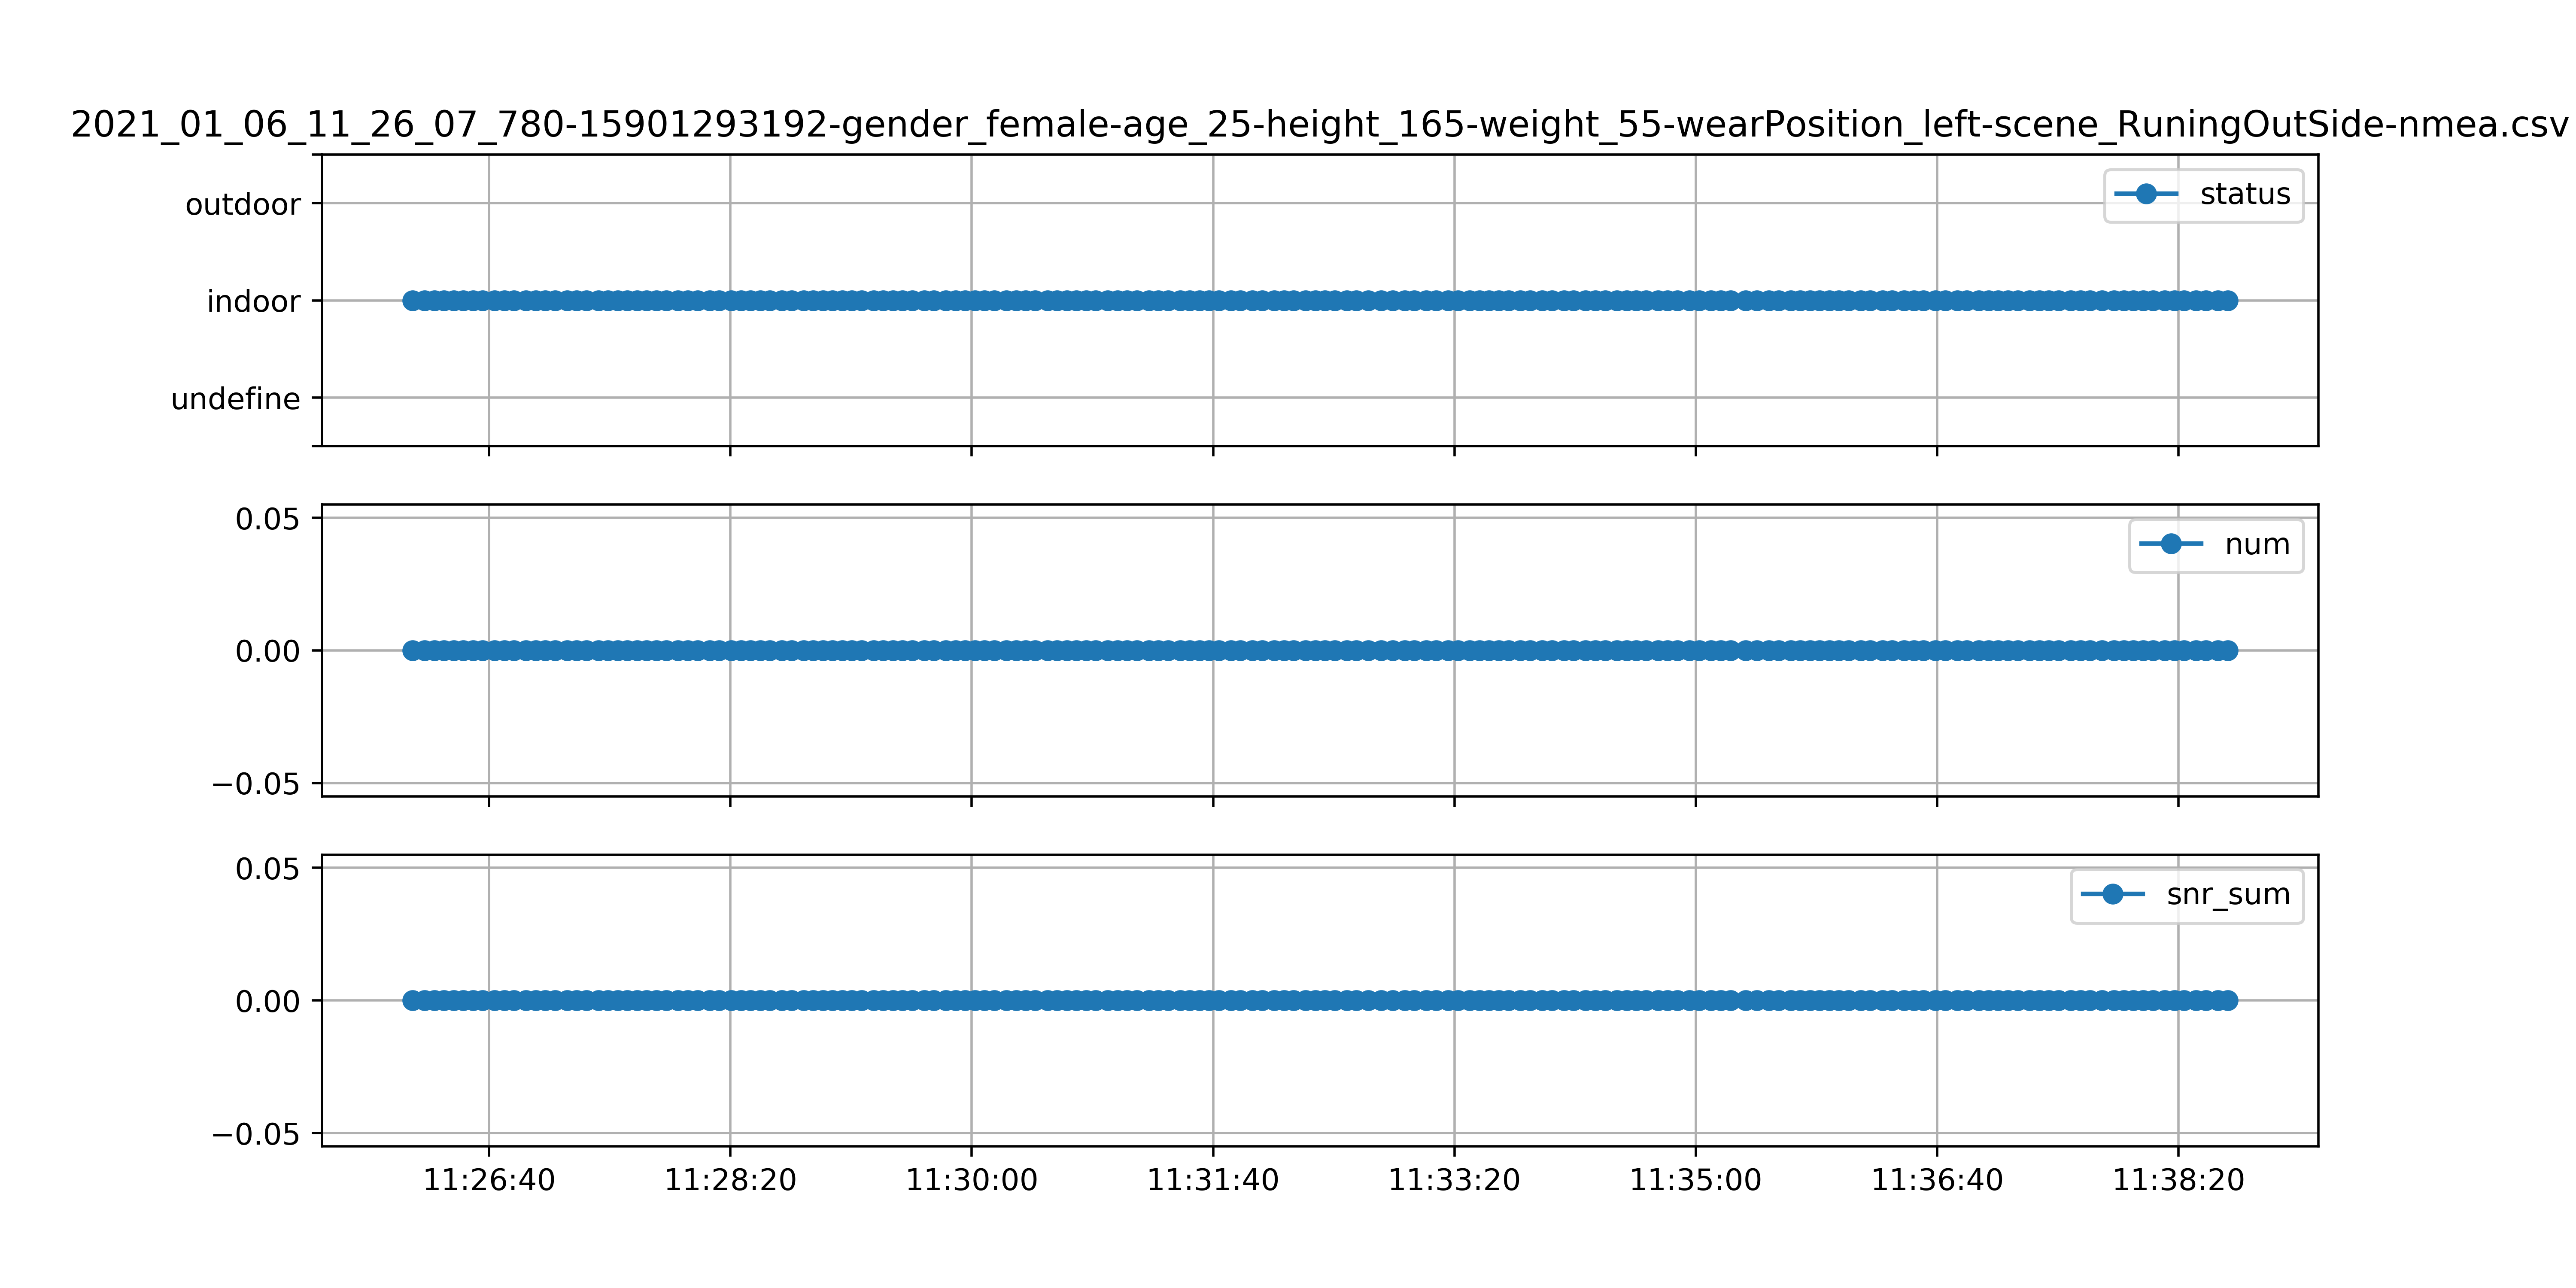 2021_01_06_11_26_07_780-15901293192-gender_female-age_25-height_165-weight_55-wearPosition_left-scene_RuningOutSide-nmea.csv
outdoor
indoor
undefine
status
0.05
0.00
−0.05
num
0.05
0.00
−0.05
snr_sum
11:26:40 11:28:20 11:30:00 11:31:40 11:33:20 11:35:00 11:36:40 11:38:20